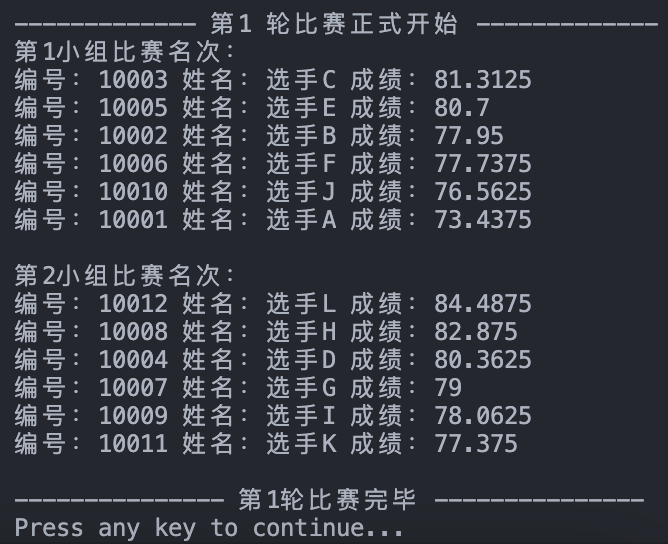 ------------- 第1 轮比赛正式开始 -------------
第1小组比赛名次：
编号: 10003 姓名: 选手C 成绩: 81.3125
编号: 10005 姓名: 选手E 成绩: 80.7
编号: 10002 姓名: 选手B 成绩: 77.95
编号: 10006 姓名: 选手F 成绩: 77.7375
编号: 10010 姓名: 选手J 成绩: 76.5625
编号: 10001 姓名: 选手A 成绩: 73.4375
第2小组比赛名次：
编号: 10012 姓名: 选手L 成绩: 84.4875
编号: 10008 姓名: 选手H 成绩: 82.875
编号: 10004 姓名: 选手D 成绩: 80.3625
编号: 10007 姓名: 选手G 成绩: 79
编号: 10009 姓名: 选手I 成绩: 78.0625
编号: 10011 姓名: 选手K 成绩: 77.375
--------------- 第1轮比赛完毕 ---------------
Press any key to continue...